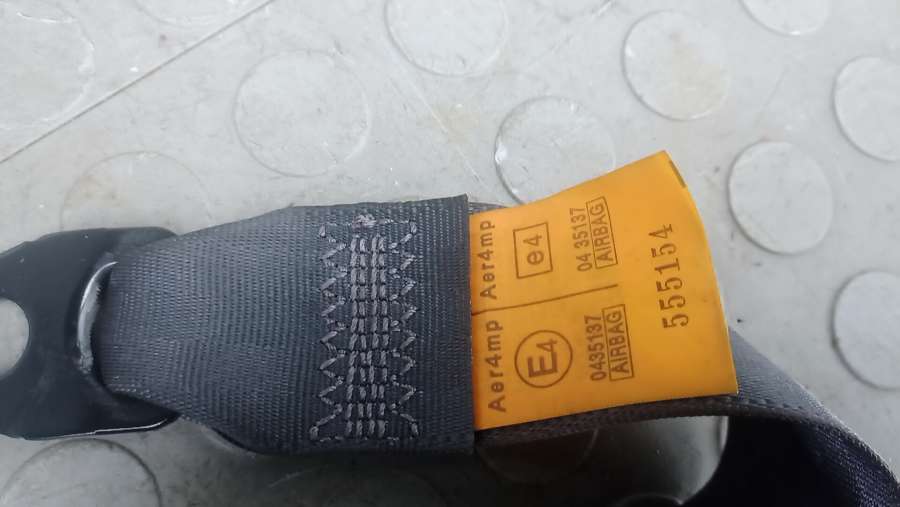 Aer4mp
e4
04 35137
AIRBAG
Aer4mp
E4
0435137
AIRBAG
555154